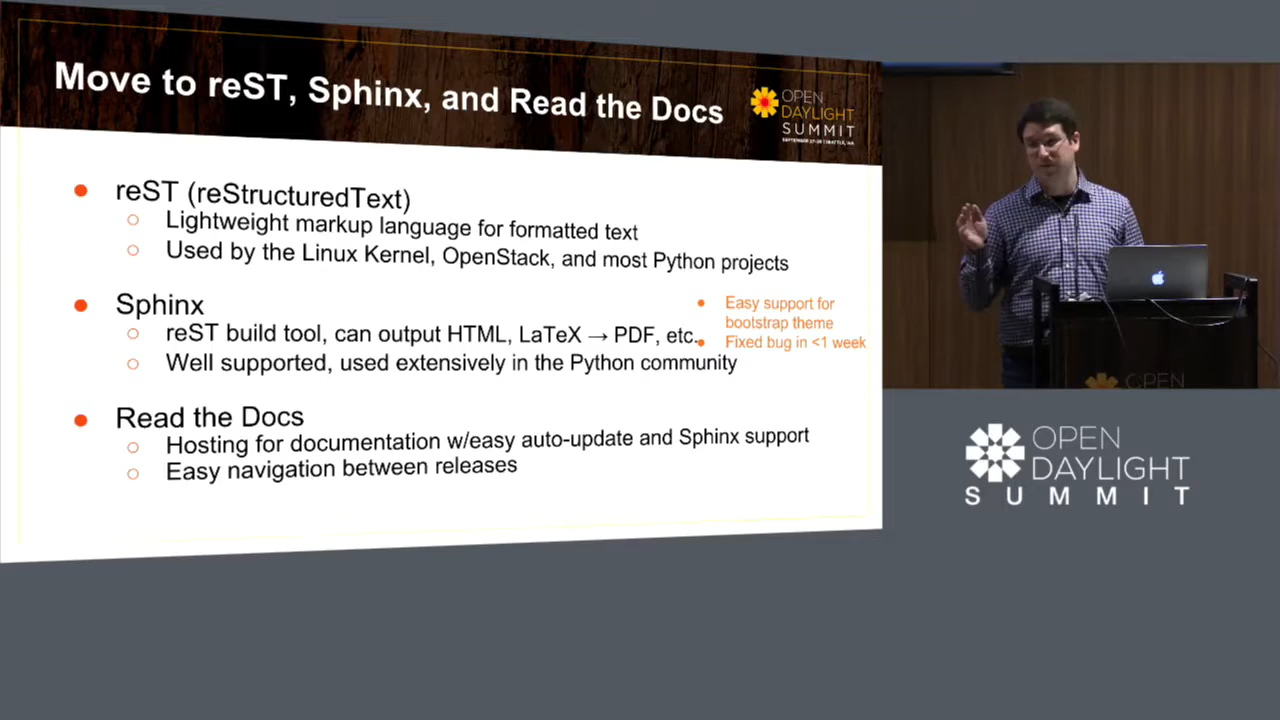 Move to reST, Sphinx, and Read the Docs
OPEN
DAYLIGHT
SUMMIT
reST (reStructuredText)
Lightweight markup language for formatted text
Used by the Linux Kernel, OpenStack, and most Python projects
Sphinx
reST build tool, can output HTML, LaTeX → PDF, etc.
Well supported, used extensively in the Python community
Easy support for
bootstrap theme
Fixed bug in <1 week
Read the Docs
Hosting for documentation w/easy auto-update and Sphinx support
Easy navigation between releases
OPEN
OPEN
DAYLIGHT
SUMMIT